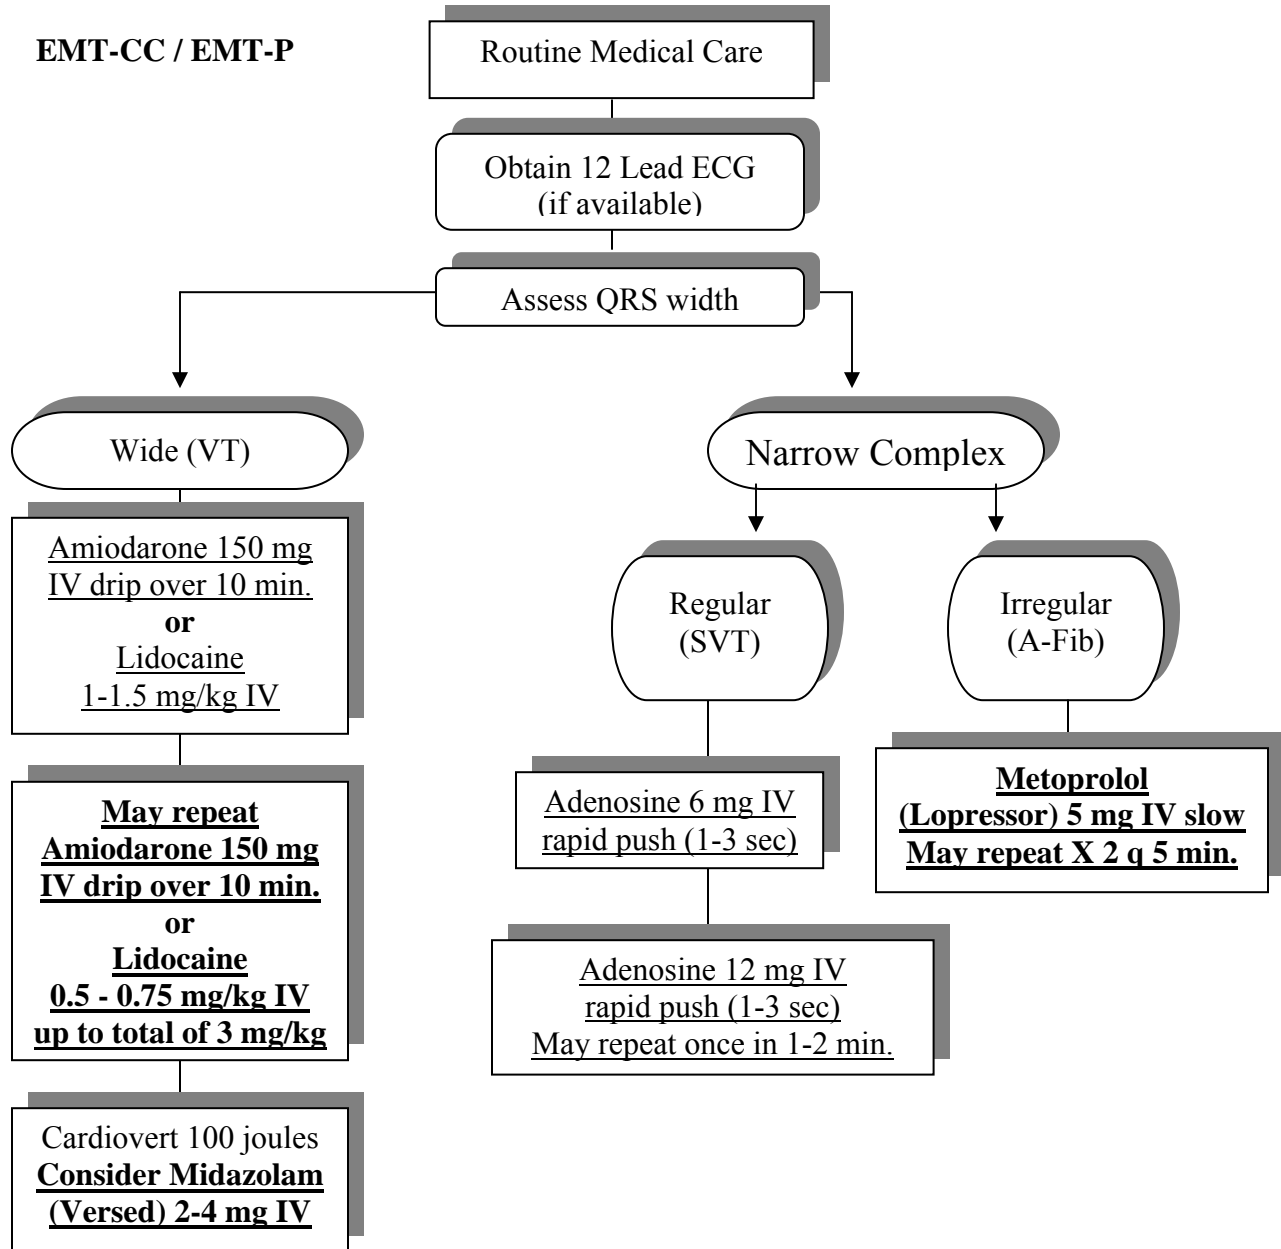 EMT-CC / EMT-P
Routine Medical Care
Obtain 12 Lead ECG
(if available)
Assess QRS width
Wide (VT)
Amiodarone 150 mg
IV drip over 10 min.
or
Lidocaine
1-1.5 mg/kg IV
May repeat
Amiodarone 150 mg
IV drip over 10 min.
or
Lidocaine
0.5 - 0.75 mg/kg IV
up to total of 3 mg/kg
Cardiovert 100 joules
Consider Midazolam
(Versed) 2-4 mg IV
Narrow Complex
Regular
(SVT)
Adenosine 6 mg IV
rapid push (1-3 sec)
Adenosine 12 mg IV
rapid push (1-3 sec)
May repeat once in 1-2 min.
Irregular
(A-Fib)
Metoprolol
(Lopressor) 5 mg IV slow
May repeat X 2 q 5 min.